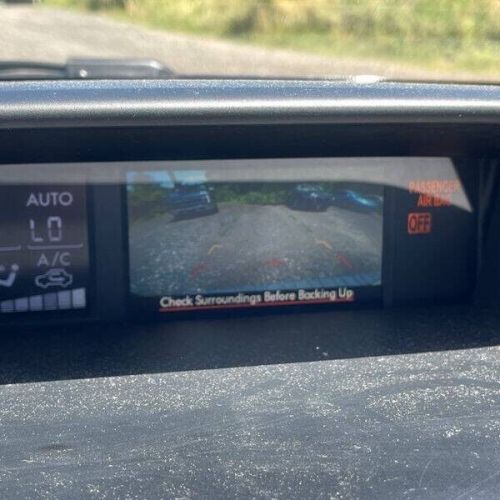 AUTO
LO
A/C
Check Surroundings Before Backing Up
PASSENGER
AIR BAG
OFF